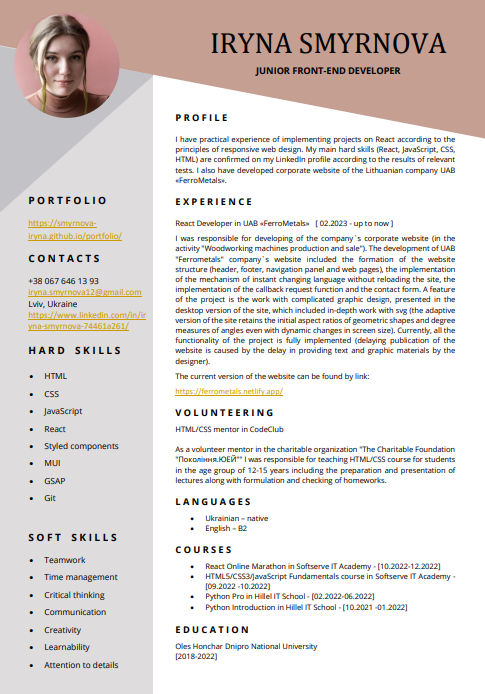 IRYNA SMYRNOVA
JUNIOR FRONT-END DEVELOPER
PORTFOLIO
https://smyrnova-
iryna.github.io/portfolio/
CONTACTS
+38 067 646 13 93
iryna.smyrnova12@gmail.com
Lviv, Ukraine
https://www.linkedin.com/in/ir
yna-smyrnova-74461a261/
HARD SKILLS
• HTML
• CSS
• JavaScript
• React
• Styled components
• MUI
• GSAP
• Git
SOFT SKILLS
• Teamwork
• Time management
• Critical thinking
• Communication
• Creativity
• Learnability
• Attention to details
PROFILE
I have practical experience of implementing projects on React according to the
principles of responsive web design. My main hard skills (React, JavaScript, CSS,
HTML) are confirmed on my LinkedIn profile according to the results of relevant
tests. I also have developed corporate website of the Lithuanian company UAB
«FerroMetals».
EXPERIENCE
React Developer in UAB «FerroMetals» [ 02.2023 - up to now ]
I was responsible for developing of the company`s corporate website (in the
activity "Woodworking machines production and sale"). The development of UAB
"Ferrometals" company`s website included the formation of the website
structure (header, footer, navigation panel and web pages), the implementation
of the mechanism of instant changing language without reloading the site, the
implementation of the callback request function and the contact form. A feature
of the project is the work with complicated graphic design, presented in the
desktop version of the site, which included in-depth work with svg (the adaptive
version of the site retains the initial aspect ratios of geometric shapes and degree
measures of angles even with dynamic changes in screen size). Currently, all the
functionality of the project is fully implemented (delaying publication of the
website is caused by the delay in providing text and graphic materials by the
designer).
The current version of the website can be found by link:
https://ferrometals.netlify.app/
VOLUNTEERING
HTML/CSS mentor in CodeClub
As a volunteer mentor in the charitable organization "The Charitable Foundation
"Покоління.ЮЕЙ"" I was responsible for teaching HTML/CSS course for students
in the age group of 12-15 years including the preparation and presentation of
lectures along with formulation and checking of homeworks.
LANGUAGES
• Ukrainian – native
• English – B2
COURSES
• React Online Marathon in Softserve IT Academy - [10.2022-12.2022]
• HTML5/CSS3/JavaScript Fundamentals course in Softserve IT Academy -
[09.2022 -10.2022]
• Python Pro in Hillel IT School - [02.2022-06.2022]
• Python Introduction in Hillel IT School - [10.2021 -01.2022]
EDUCATION
Oles Honchar Dnipro National University
[2018-2022]